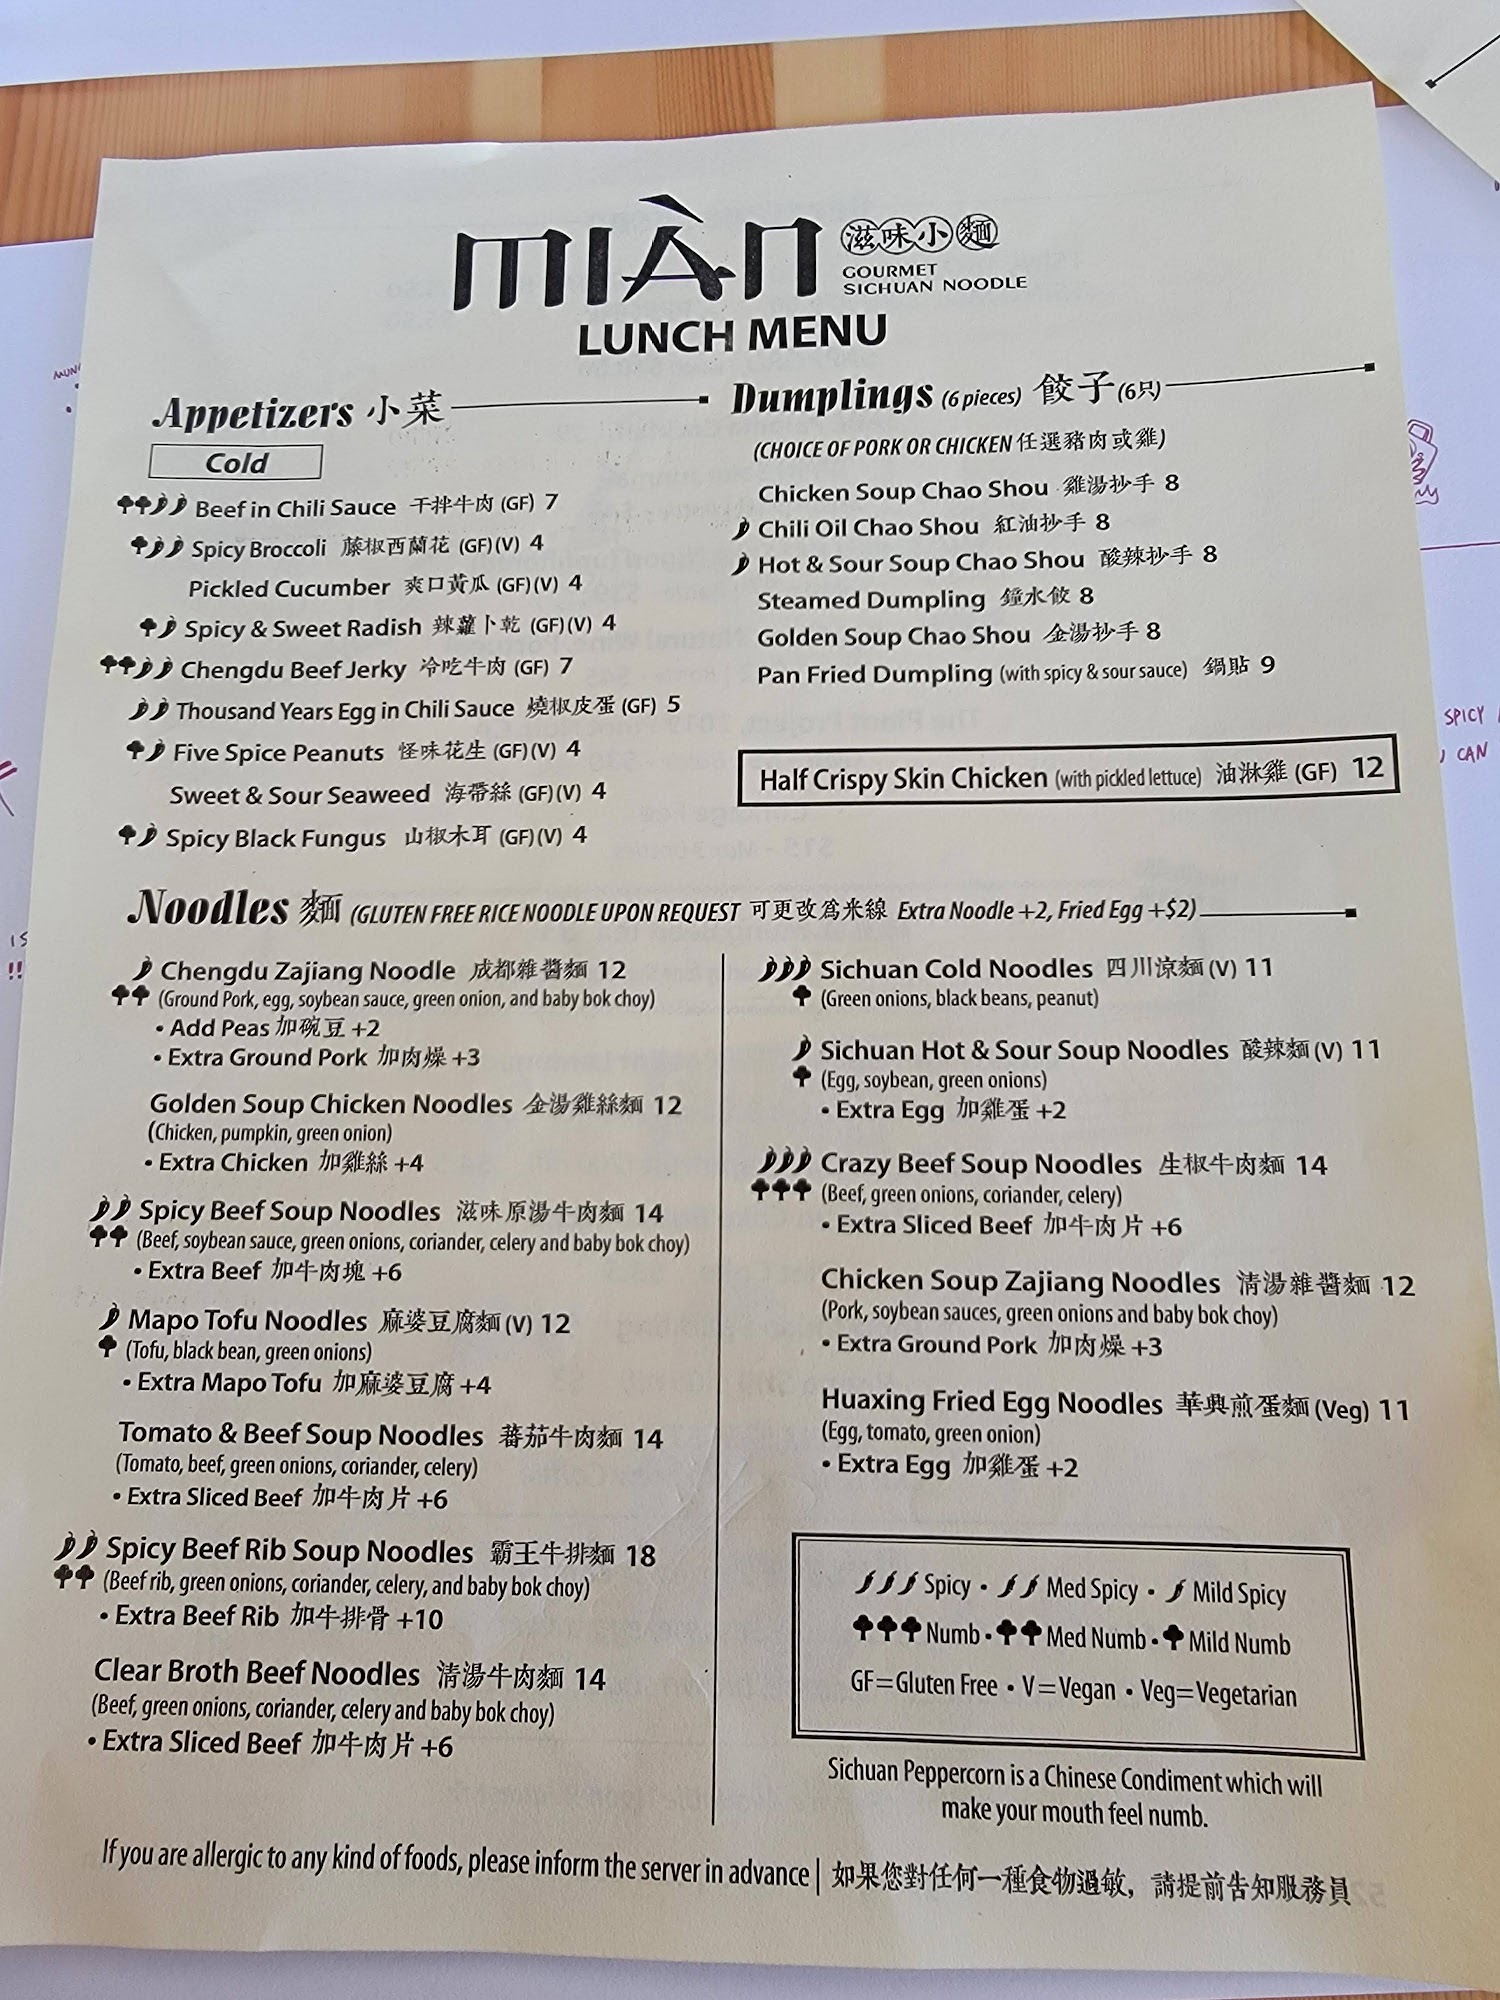 MIÀN 滋味小麵
GOURMET
SICHUAN NOODLE
LUNCH MENU
Appetizers 小菜
Cold
Beef in Chili Sauce 干拌牛肉 (GF) 7
Spicy Broccoli 藤椒西蘭花 (GF)(V) 4
Pickled Cucumber 爽口黃瓜 (GF)(V) 4
Spicy & Sweet Radish 辣蘿卜乾 (GF)(V) 4
Chengdu Beef Jerky 冷吃牛肉 (GF) 7
Thousand Years Egg in Chili Sauce 燒椒皮蛋 (GF) 5
Five Spice Peanuts 怪味花生 (GF)(V) 4
Sweet & Sour Seaweed 海帶絲 (GF)(V) 4
Spicy Black Fungus 山椒木耳 (GF)(V) 4
Dumplings (6 pieces) 餃子(6只)
(CHOICE OF PORK OR CHICKEN 任選豬肉或雞)
Chicken Soup Chao Shou 雞湯抄手 8
Chili Oil Chao Shou 紅油抄手 8
Hot & Sour Soup Chao Shou 酸辣抄手 8
Steamed Dumpling 鐘水餃 8
Golden Soup Chao Shou 金湯抄手 8
Pan Fried Dumpling (with spicy & sour sauce) 鍋貼 9
Half Crispy Skin Chicken (with pickled lettuce) 油淋雞 (GF) 12
Noodles 麵 (GLUTEN FREE RICE NOODLE UPON REQUEST 可更改為米線 Extra Noodle +2, Fried Egg +$2)
Chengdu Zajiang Noodle 成都雜醬麵 12
(Ground Pork, egg, soybean sauce, green onion, and baby bok choy)
• Add Peas 加碗豆 +2
• Extra Ground Pork 加肉燥 +3
Golden Soup Chicken Noodles 金湯雞絲麵 12
(Chicken, pumpkin, green onion)
• Extra Chicken 加雞絲 +4
Spicy Beef Soup Noodles 滋味原湯牛肉麵 14
(Beef, soybean sauce, green onions, coriander, celery and baby bok choy)
• Extra Beef 加牛肉塊 +6
Mapo Tofu Noodles 麻婆豆腐麵 (V) 12
(Tofu, black bean, green onions)
• Extra Mapo Tofu 加麻婆豆腐 +4
Tomato & Beef Soup Noodles 蕃茄牛肉麵 14
(Tomato, beef, green onions, coriander, celery)
• Extra Sliced Beef 加牛肉片 +6
Spicy Beef Rib Soup Noodles 霸王牛排麵 18
(Beef rib, green onions, coriander, celery, and baby bok choy)
• Extra Beef Rib 加牛排骨 +10
Clear Broth Beef Noodles 清湯牛肉麵 14
(Beef, green onions, coriander, celery and baby bok choy)
• Extra Sliced Beef 加牛肉片 +6
Sichuan Cold Noodles 四川涼麵 (V) 11
(Green onions, black beans, peanut)
Sichuan Hot & Sour Soup Noodles 酸辣麵 (V) 11
(Egg, soybean, green onions)
• Extra Egg 加雞蛋 +2
Crazy Beef Soup Noodles 生椒牛肉麵 14
(Beef, green onions, coriander, celery)
• Extra Sliced Beef 加牛肉片 +6
Chicken Soup Zajiang Noodles 清湯雜醬麵 12
(Pork, soybean sauces, green onions and baby bok choy)
• Extra Ground Pork 加肉燥 +3
Huaxing Fried Egg Noodles 華興煎蛋麵 (Veg) 11
(Egg, tomato, green onion)
• Extra Egg 加雞蛋 +2
Spicy • Med Spicy • Mild Spicy
Numb • Med Numb • Mild Numb
GF=Gluten Free • V=Vegan • Veg=Vegetarian
Sichuan Peppercorn is a Chinese Condiment which will
make your mouth feel numb.
If you are allergic to any kind of foods, please inform the server in advance | 如果您對任何一種食物過敏，請提前告知服務員
SPICY
CAN
IS
!!